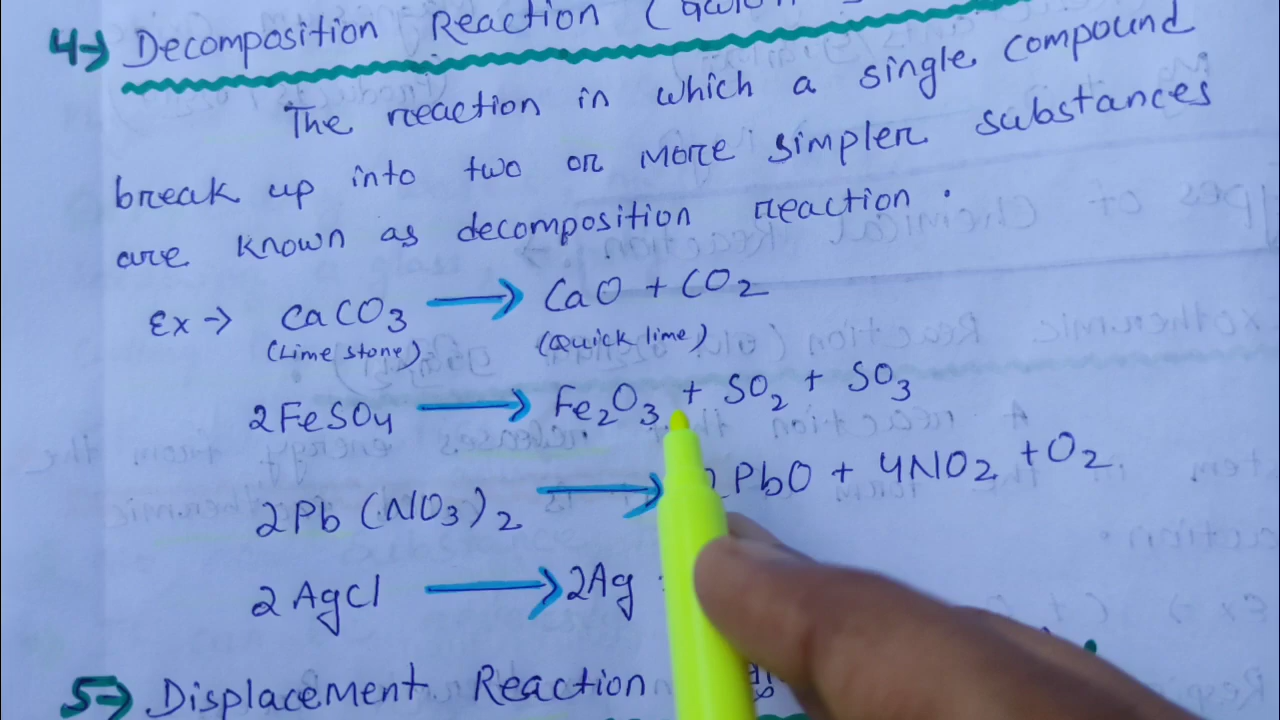 4→ Decomposition Reaction (
The reaction in which a single compound
break up into two or more simpler substances
are known as decomposition reaction.
Ex → CaCO3 → CaO + CO2
(Lime stone) (Quick lime)
2FeSO4 → Fe2O3 + SO2 + SO3
2Pb (NO3)2 → 2PbO + 4NO2 + O2
2AgCl → 2Ag
5→ Displacement Reaction